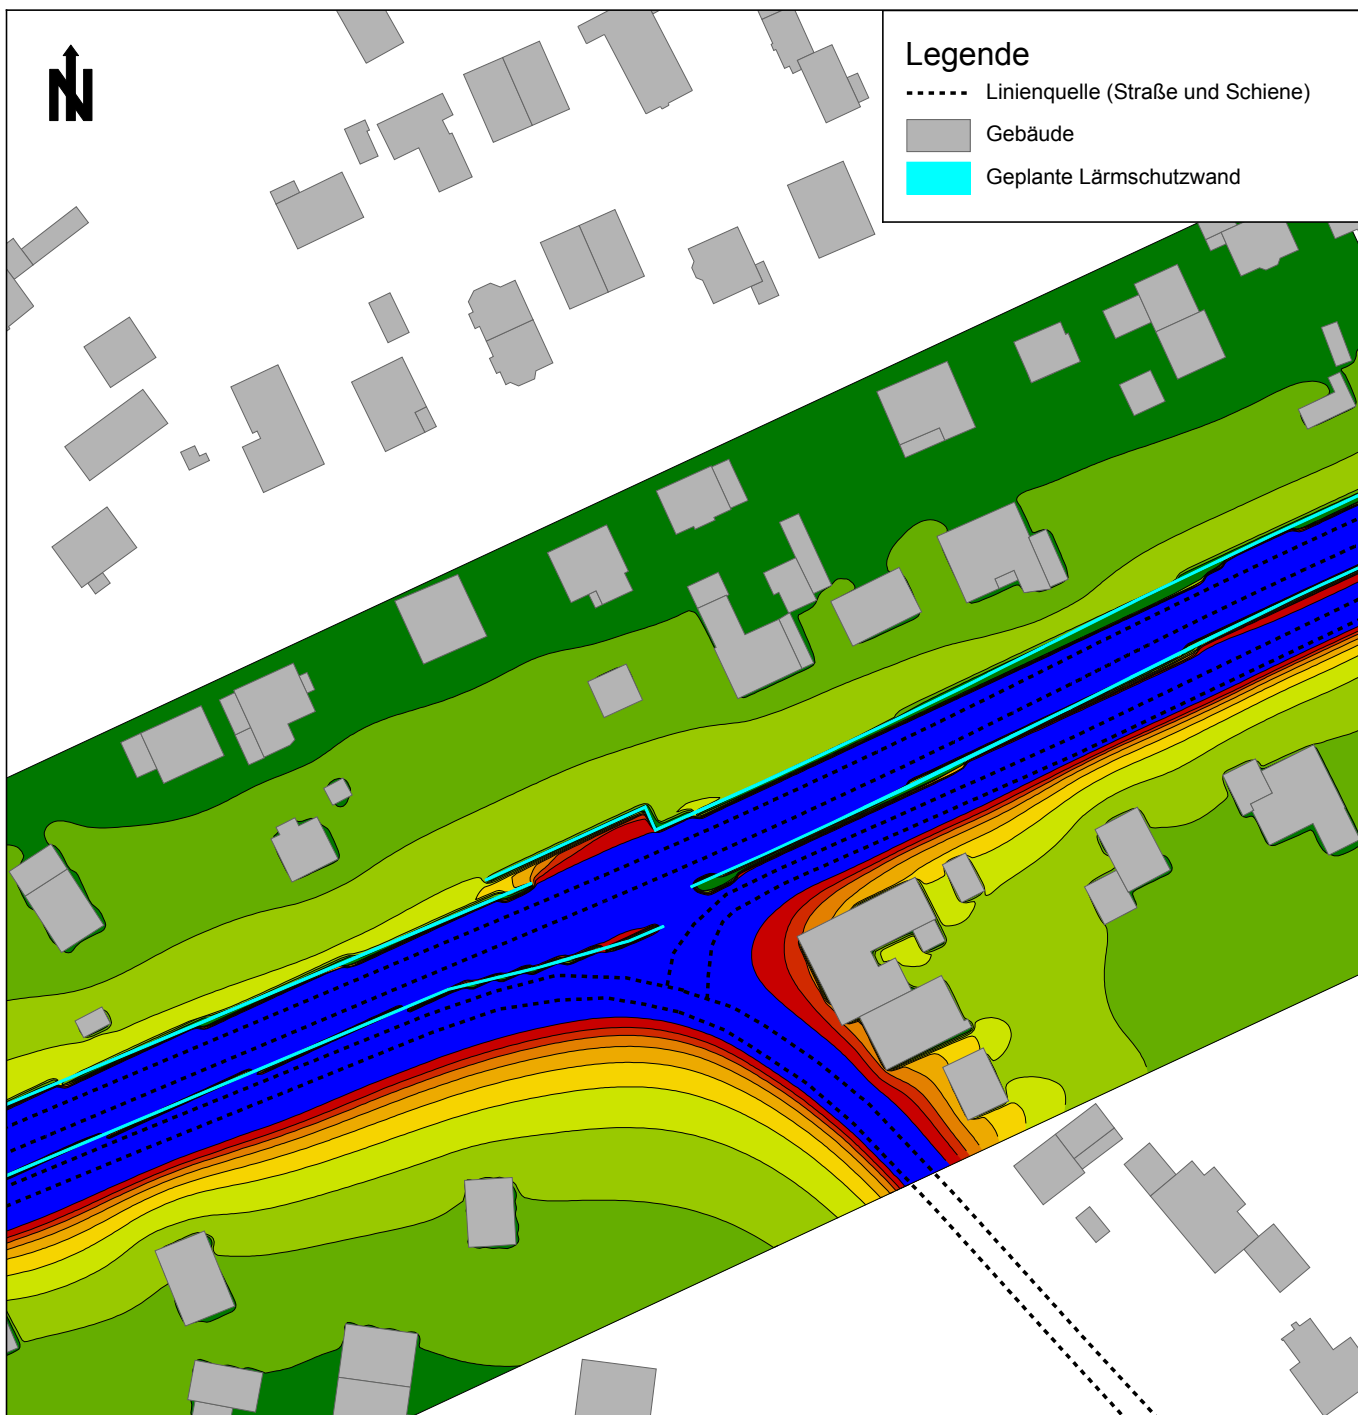 N
Legende
Linienquelle (Straße und Schiene)
Gebäude
Geplante Lärmschutzwand